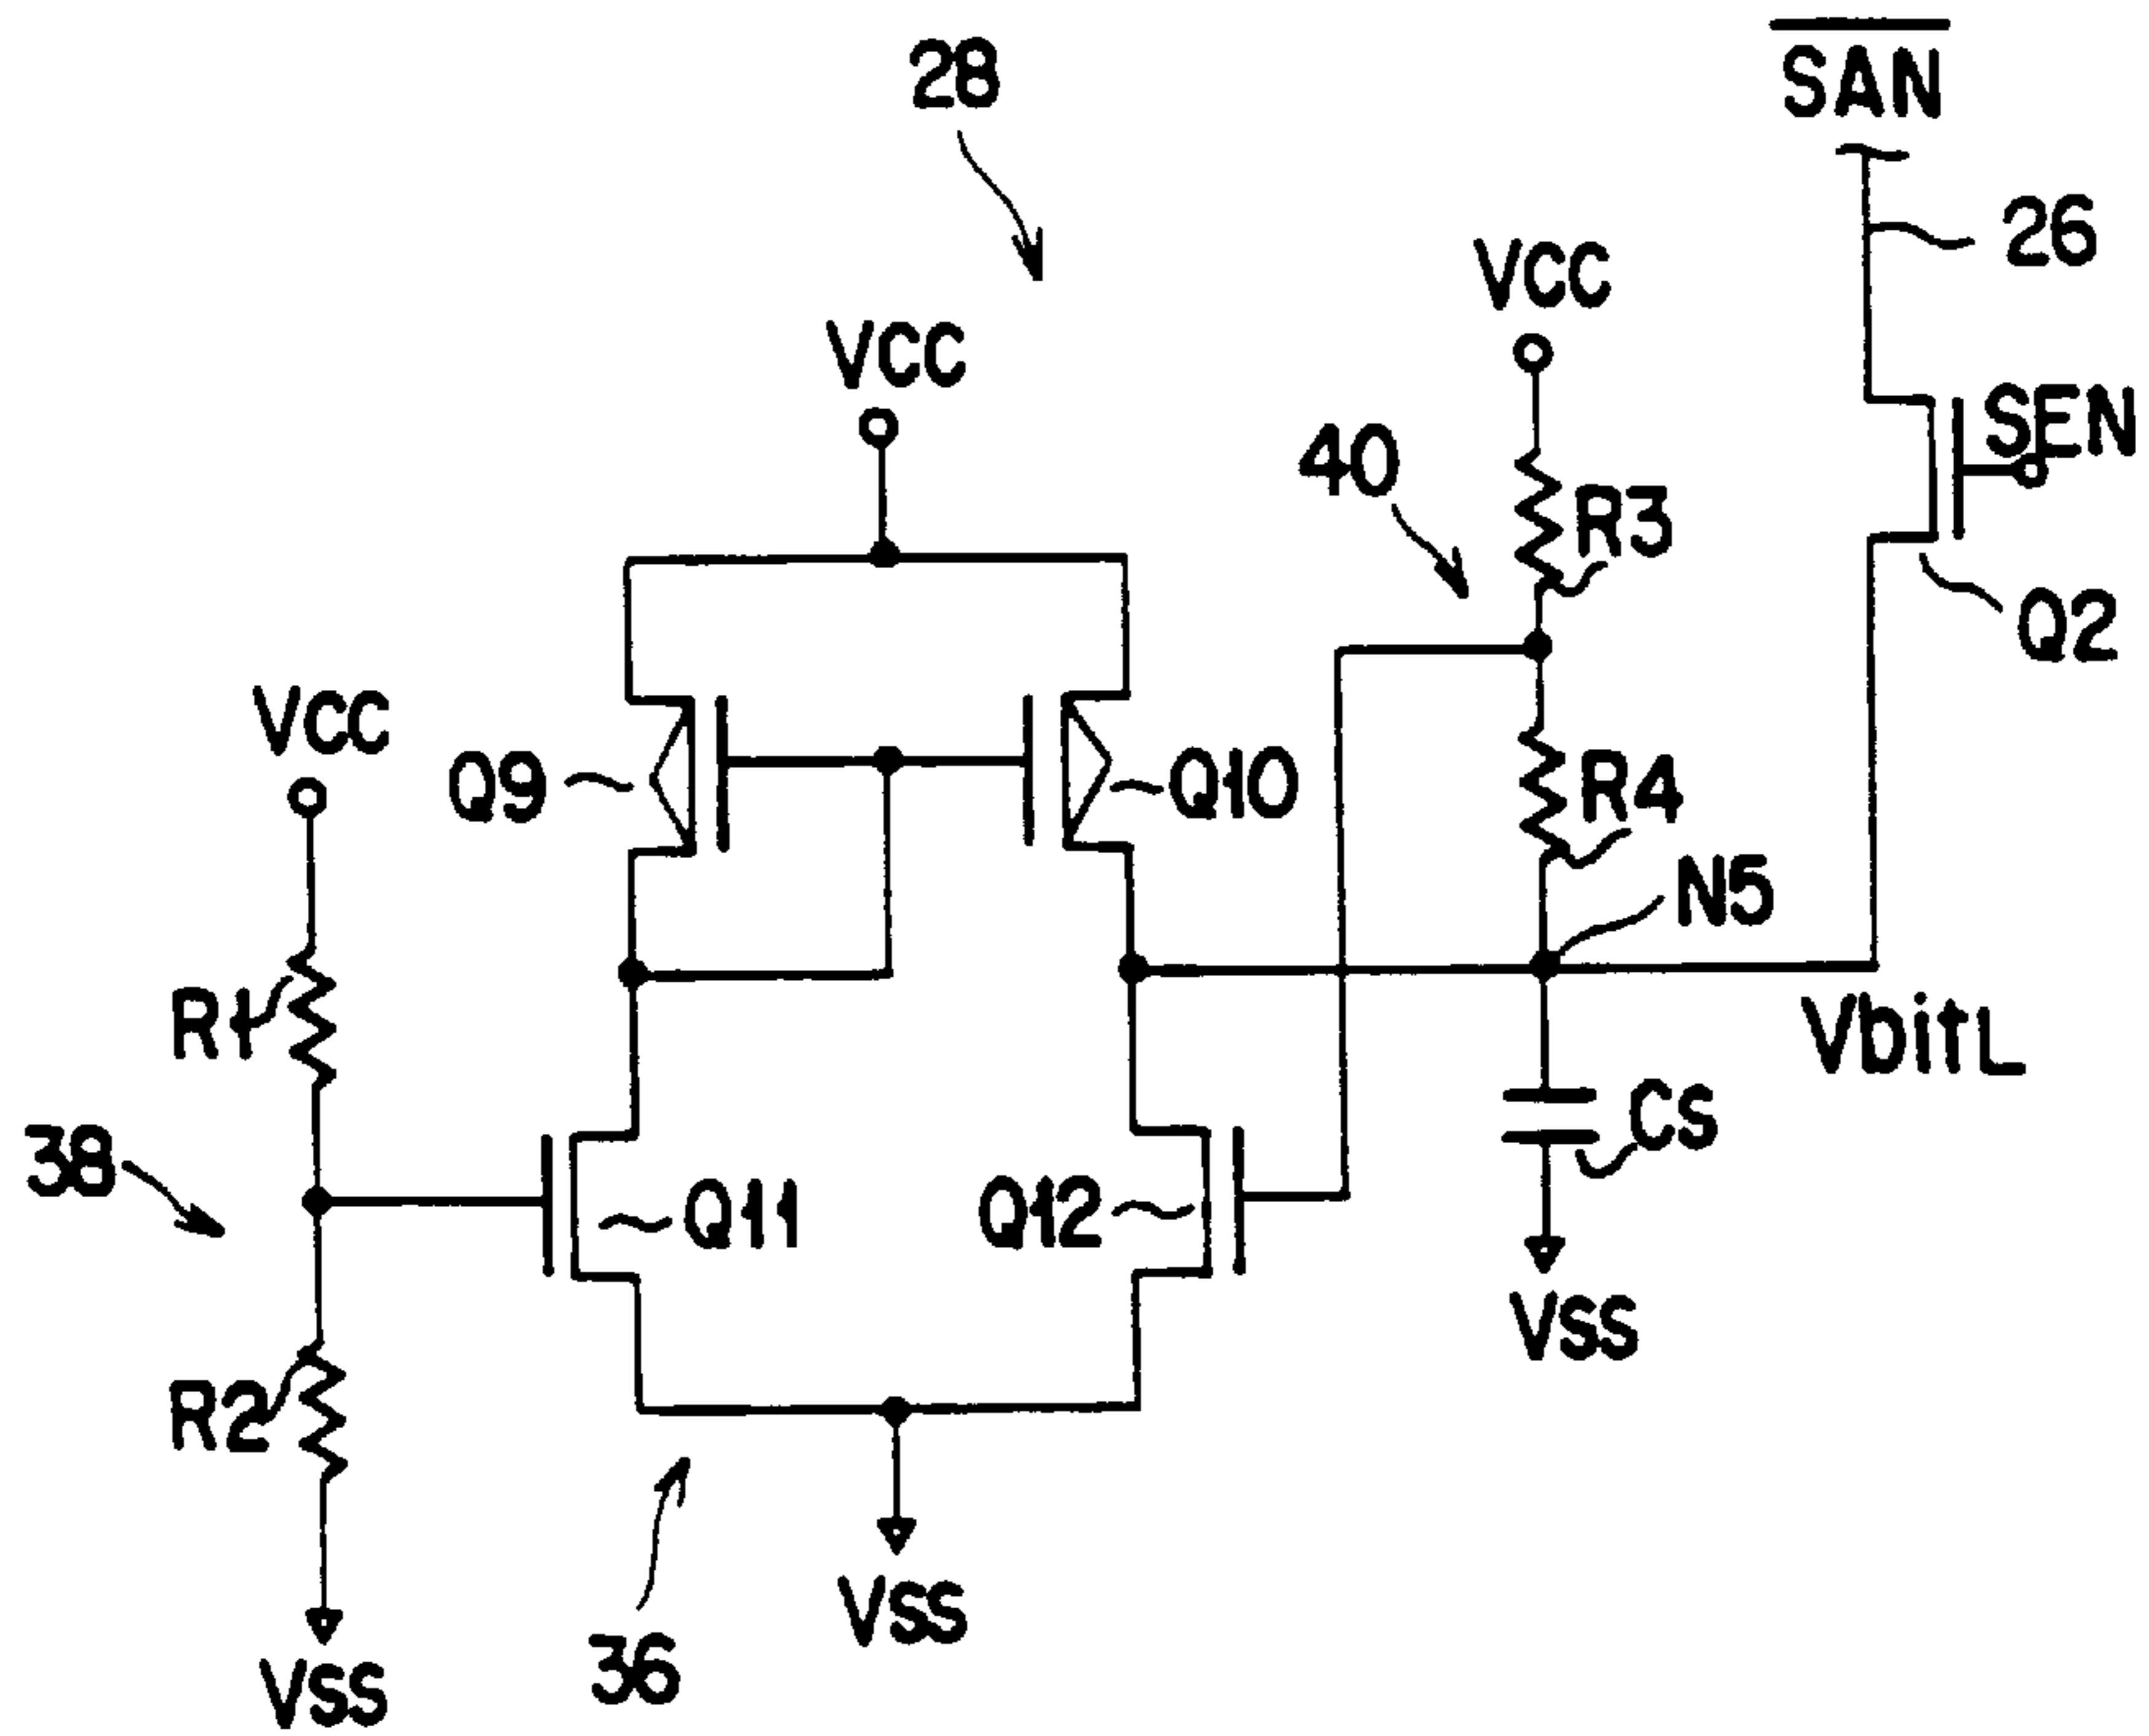 SAN
28
26
VCC
VCC
SEN
40
R3
Q2
VCC
Q9
Q10
R4
N5
R1
VbitL
CS
38
Q11
Q12
VSS
R2
VSS
36
VSS